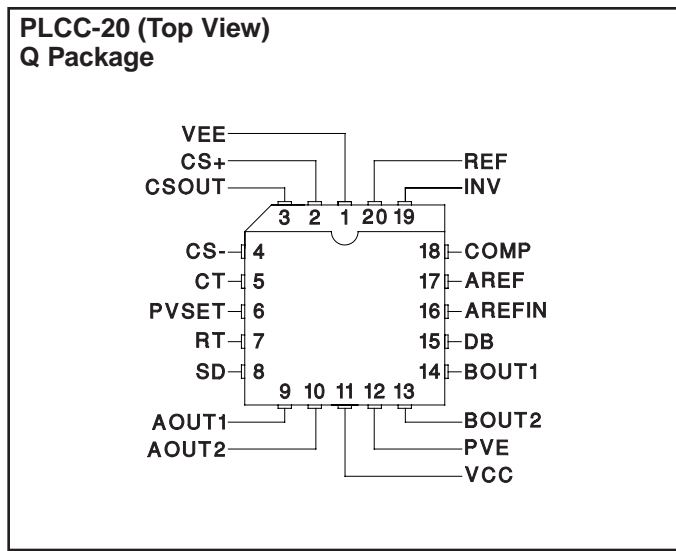 PLCC-20 (Top View)
Q Package
VEE
CS+
CSOUT
REF
INV
3 2 1 20 19
CS- 4
CT 5
PVSET 6
RT 7
SD 8
18 COMP
17 AREF
16 AREFIN
15 DB
14 BOUT1
9 10 11 12 13
AOUT1
AOUT2
BOUT2
PVE
VCC